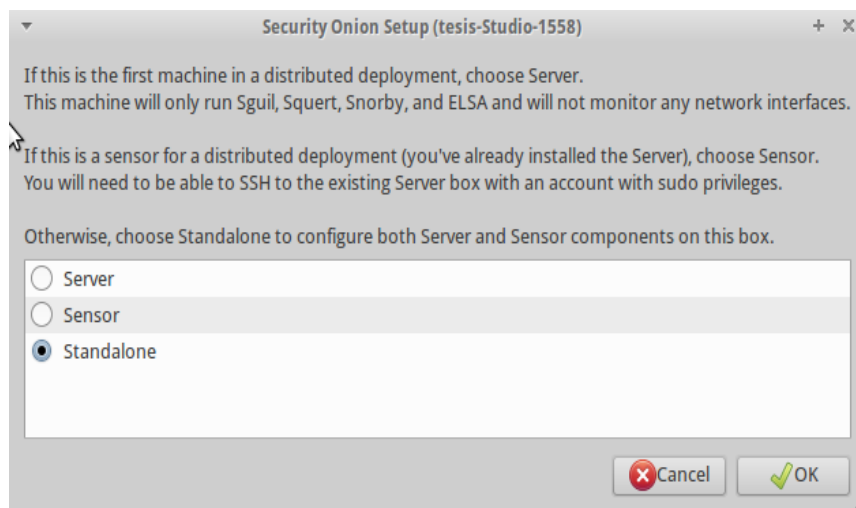 Security Onion Setup (tesis-Studio-1558)
If this is the first machine in a distributed deployment, choose Server.
This machine will only run Sguil, Squert, Snorby, and ELSA and will not monitor any network interfaces.
If this is a sensor for a distributed deployment (you've already installed the Server), choose Sensor.
You will need to be able to SSH to the existing Server box with an account with sudo privileges.
Otherwise, choose Standalone to configure both Server and Sensor components on this box.
Server
Sensor
Standalone
Cancel OK